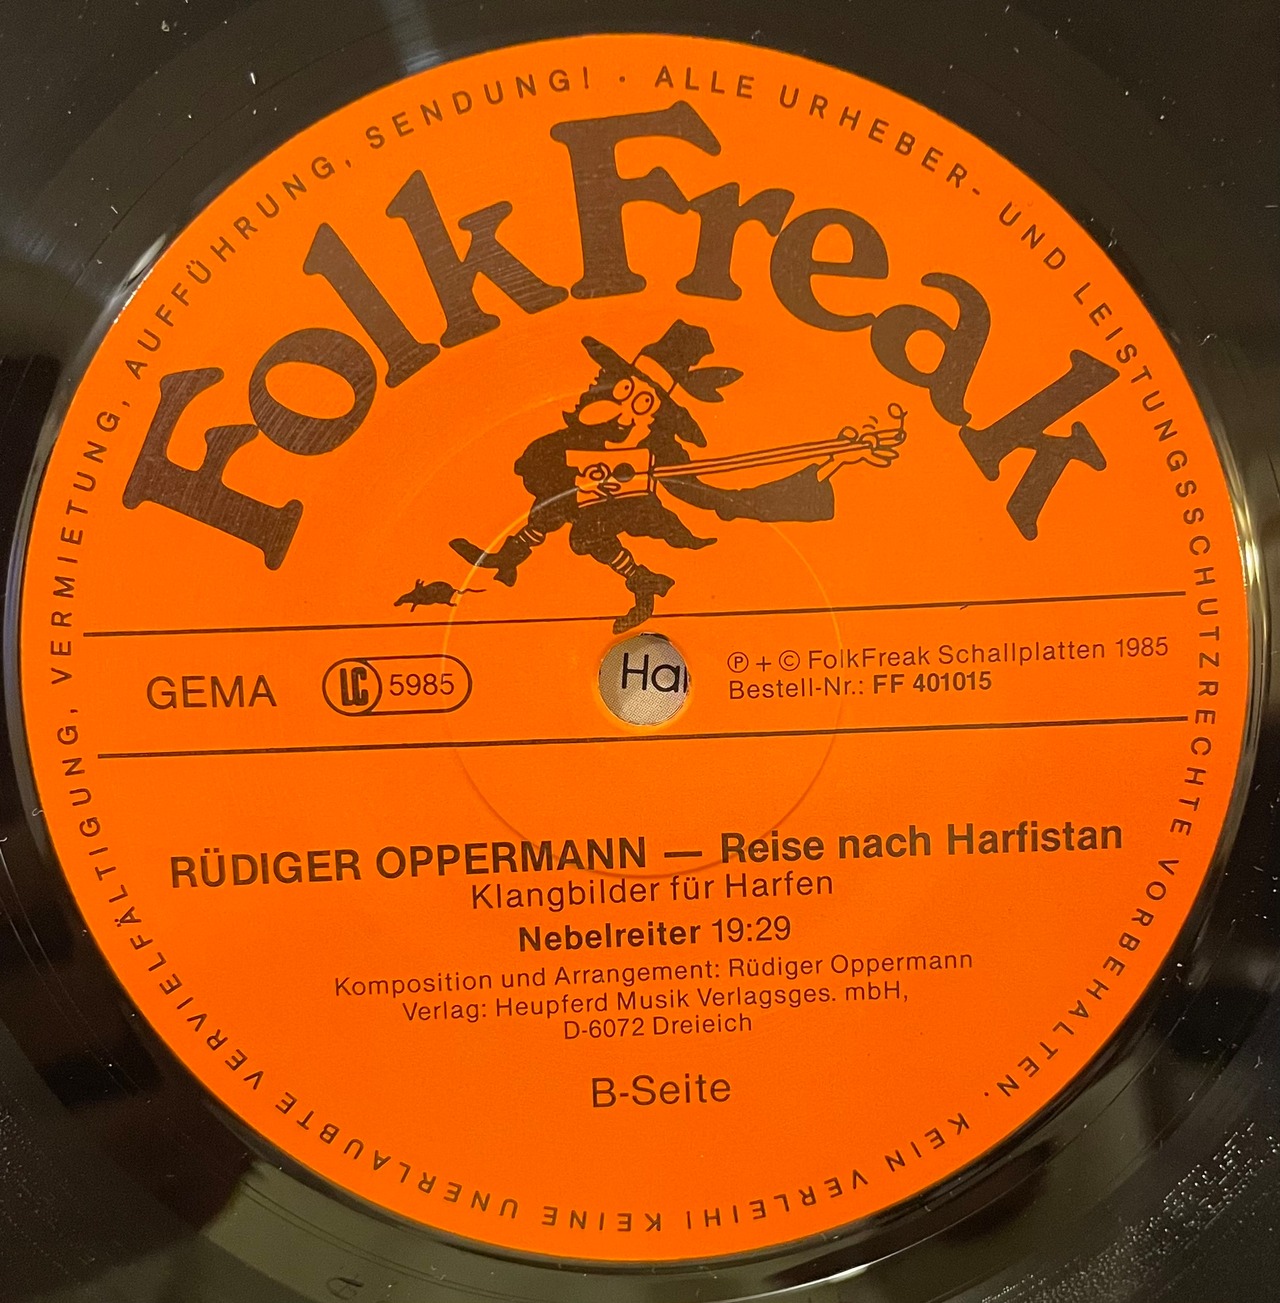 FolkFreak
GEMA
LC 5985
Hai
Ⓟ + © FolkFreak Schallplatten 1985
Bestell-Nr.: FF 401015
RÜDIGER OPPERMANN — Reise nach Harfistan
Klangbilder für Harfen
Nebelreiter 19:29
Komposition und Arrangement: Rüdiger Oppermann
Verlag: Heupferd Musik Verlagsges. mbH,
D-6072 Dreieich
B-Seite
ALLE URHEBER- UND LEISTUNGSSCHUTZRECHTE VORBEHALTEN. KEIN VERLEIH! KEINE UNERLAUBTE VERVIELFÄLTIGUNG, VERMIETUNG, AUFFÜHRUNG, SENDUNG! ·